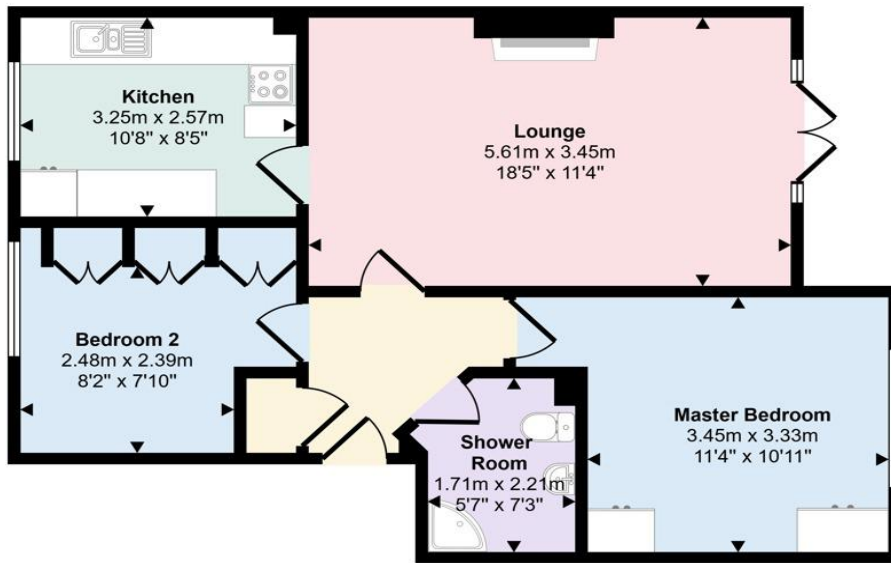 Kitchen
3.25m x 2.57m
10'8" x 8'5"
Lounge
5.61m x 3.45m
18'5" x 11'4"
Bedroom 2
2.48m x 2.39m
8'2" x 7'10"
Shower
Room
1.71m x 2.21m
5'7" x 7'3"
Master Bedroom
3.45m x 3.33m
11'4" x 10'11"